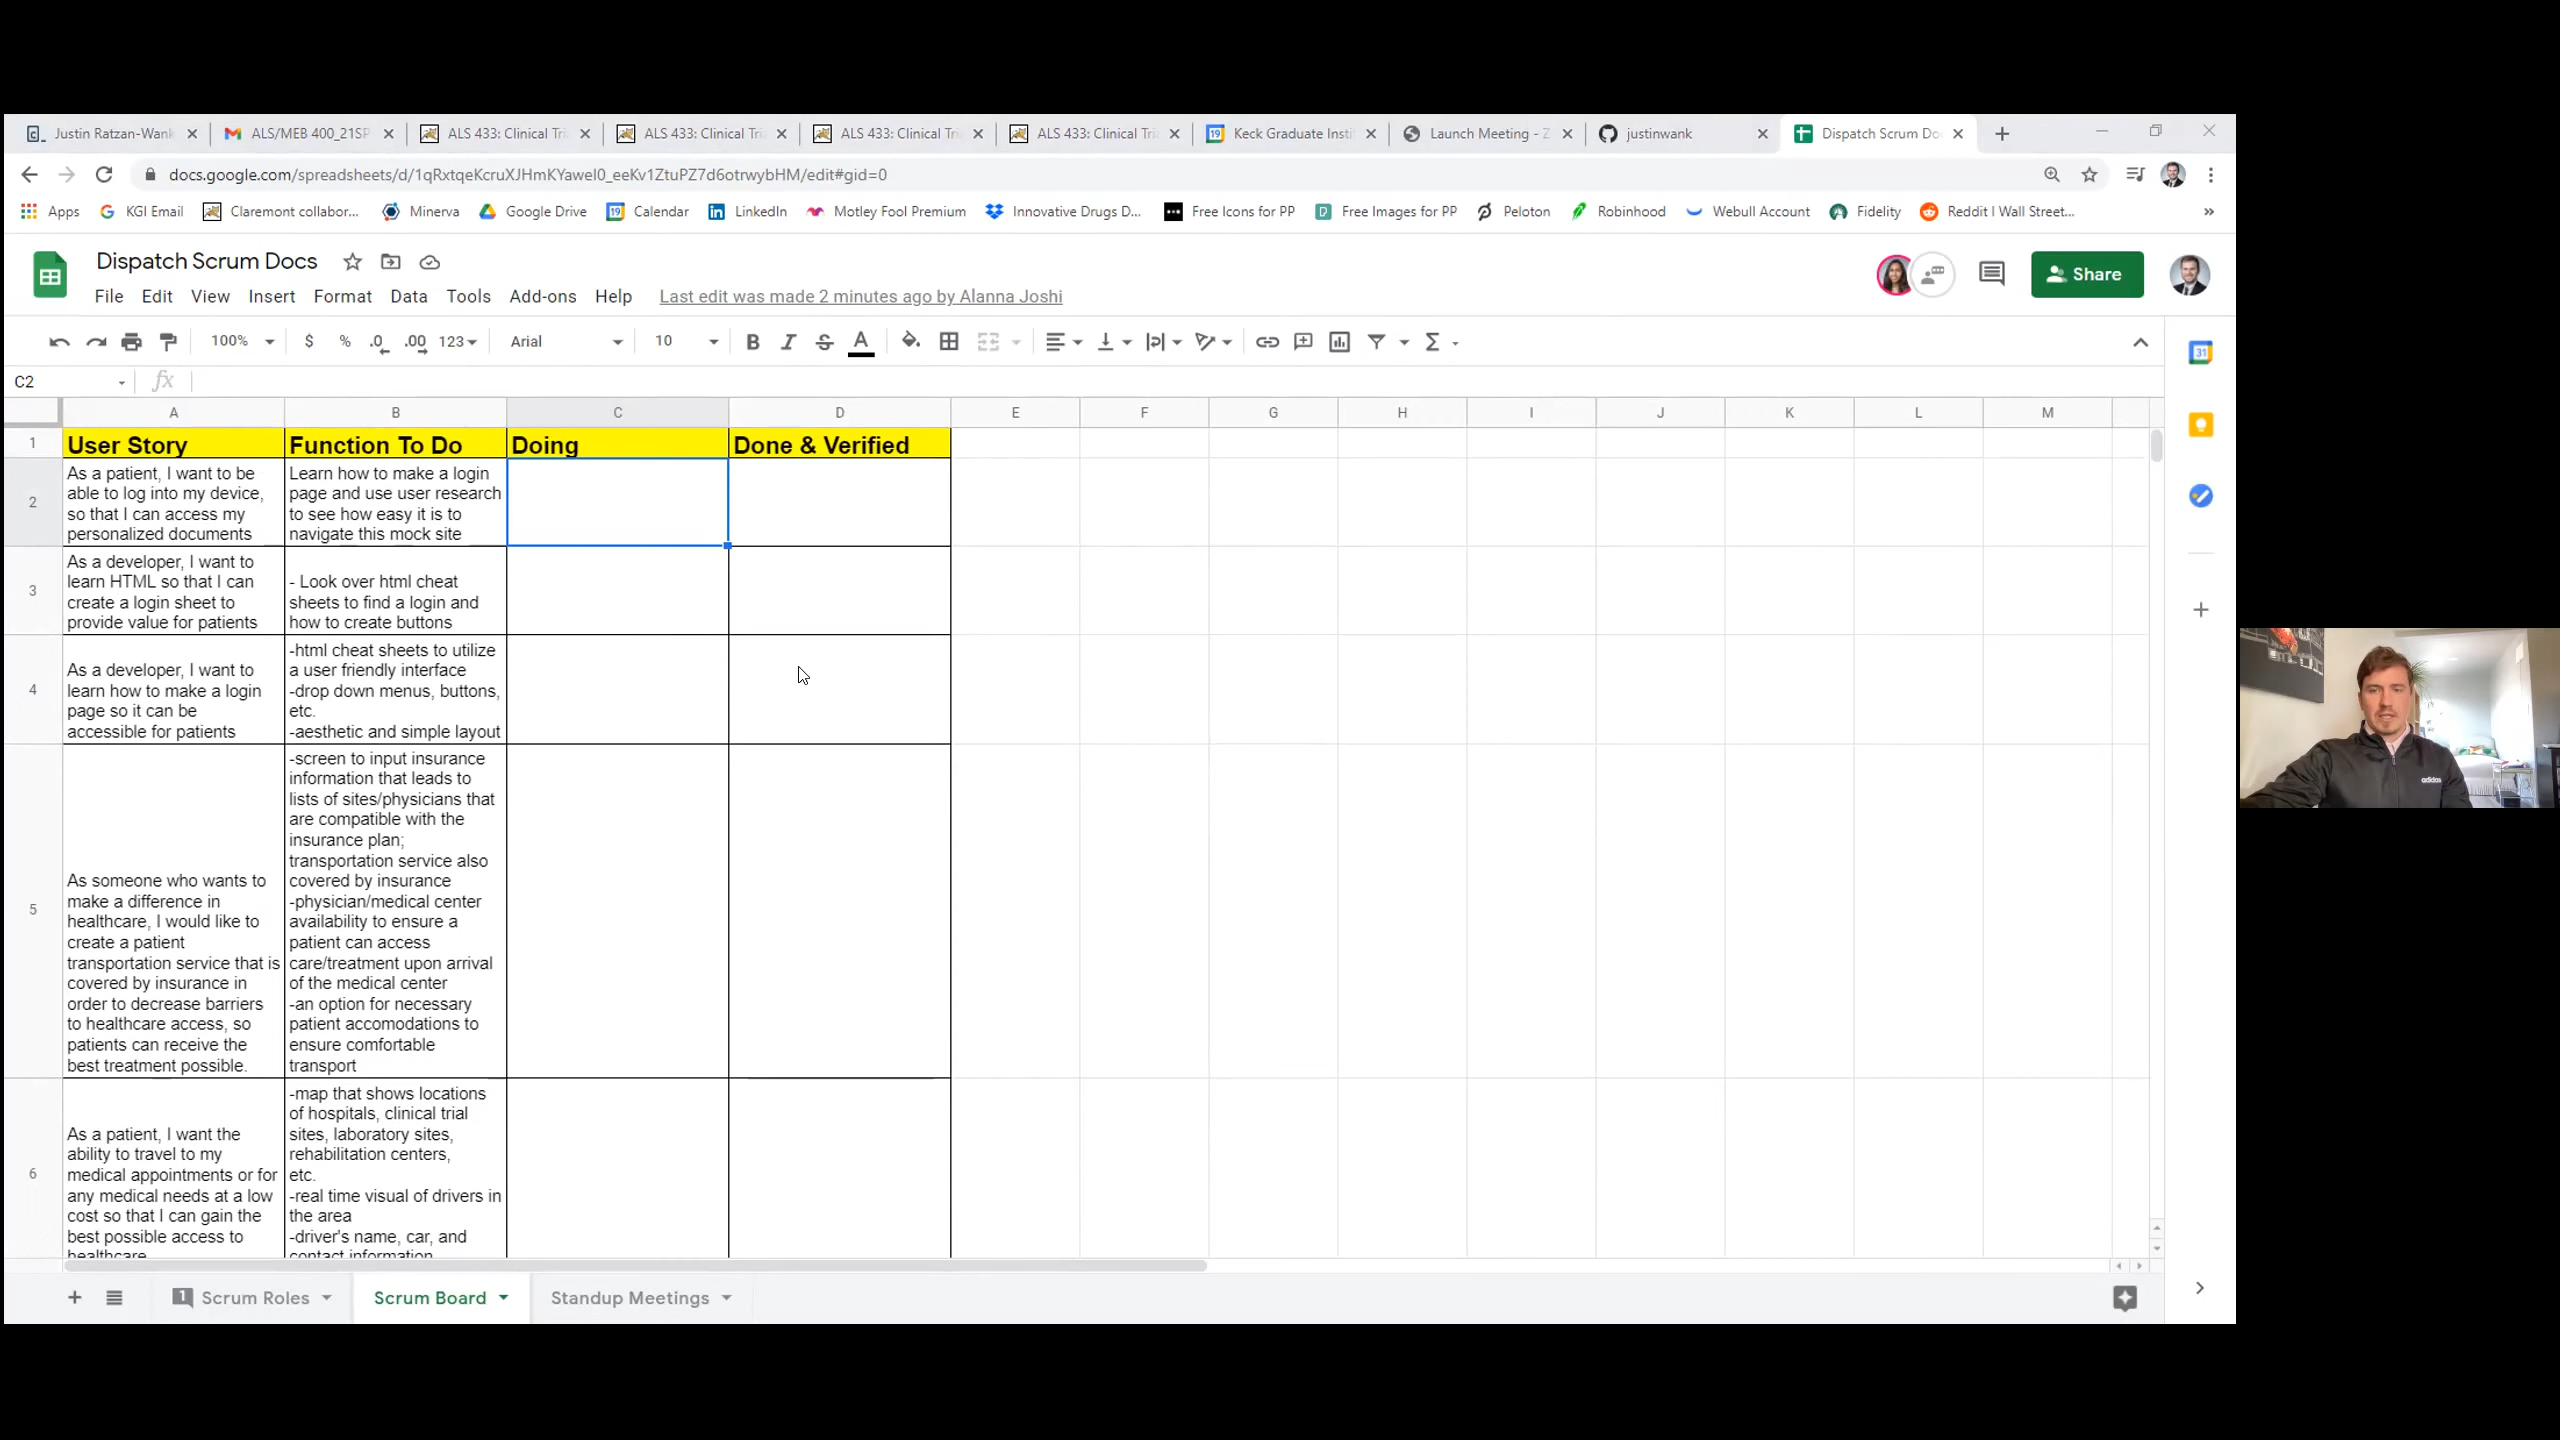 Justin Ratzan-Wank
ALS/MEB 400_21SP
ALS 433: Clinical Tri
ALS 433: Clinical Tri
ALS 433: Clinical Tri
ALS 433: Clinical Tri
Keck Graduate Insti
Launch Meeting - Z
justinwank
Dispatch Scrum Do
docs.google.com/spreadsheets/d/1qRxtqeKcruXJHmKYaweI0_eeKv1ZtuPZ7d6otrwybHM/edit#gid=0
Apps
KGI Email
Claremont collabor...
Minerva
Google Drive
Calendar
LinkedIn
Motley Fool Premium
Innovative Drugs D...
Free Icons for PP
Free Images for PP
Peloton
Robinhood
Webull Account
Fidelity
Reddit I Wall Street...
Dispatch Scrum Docs
File Edit View Insert Format Data Tools Add-ons Help
Last edit was made 2 minutes ago by Alanna Joshi
Share
100% $ % .0 .00 123 Arial 10 B I S A
31
C2 fx
A B C D E F G H I J K L M
1
User Story
Function To Do
Doing
Done & Verified
2
As a patient, I want to be
able to log into my device,
so that I can access my
personalized documents
Learn how to make a login
page and use user research
to see how easy it is to
navigate this mock site
3
As a developer, I want to
learn HTML so that I can
create a login sheet to
provide value for patients
- Look over html cheat
sheets to find a login and
how to create buttons
4
As a developer, I want to
learn how to make a login
page so it can be
accessible for patients
-html cheat sheets to utilize
a user friendly interface
-drop down menus, buttons,
etc.
-aesthetic and simple layout
5
As someone who wants to
make a difference in
healthcare, I would like to
create a patient
transportation service that is
covered by insurance in
order to decrease barriers
to healthcare access, so
patients can receive the
best treatment possible.
-screen to input insurance
information that leads to
lists of sites/physicians that
are compatible with the
insurance plan;
transportation service also
covered by insurance
-physician/medical center
availability to ensure a
patient can access
care/treatment upon arrival
of the medical center
-an option for necessary
patient accomodations to
ensure comfortable
transport
6
As a patient, I want the
ability to travel to my
medical appointments or for
any medical needs at a low
cost so that I can gain the
best possible access to
healthcare
-map that shows locations
of hospitals, clinical trial
sites, laboratory sites,
rehabilitation centers,
etc.
-real time visual of drivers in
the area
-driver's name, car, and
contact information
1 Scrum Roles
Scrum Board
Standup Meetings
adidas